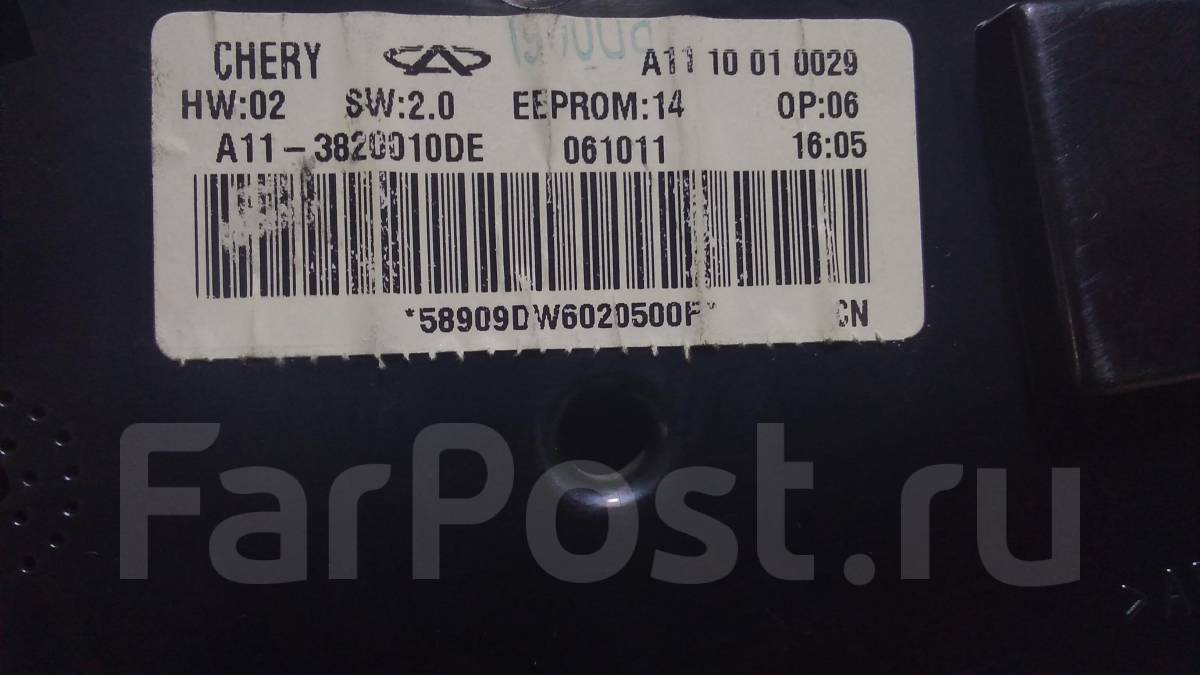 CHERY A11 10 01 0029
HW:02 SW:2.0 EEPROM:14 OP:06
A11-3820010DE 061011 16:05
*58909DW6020500F* CN
FarPost.ru